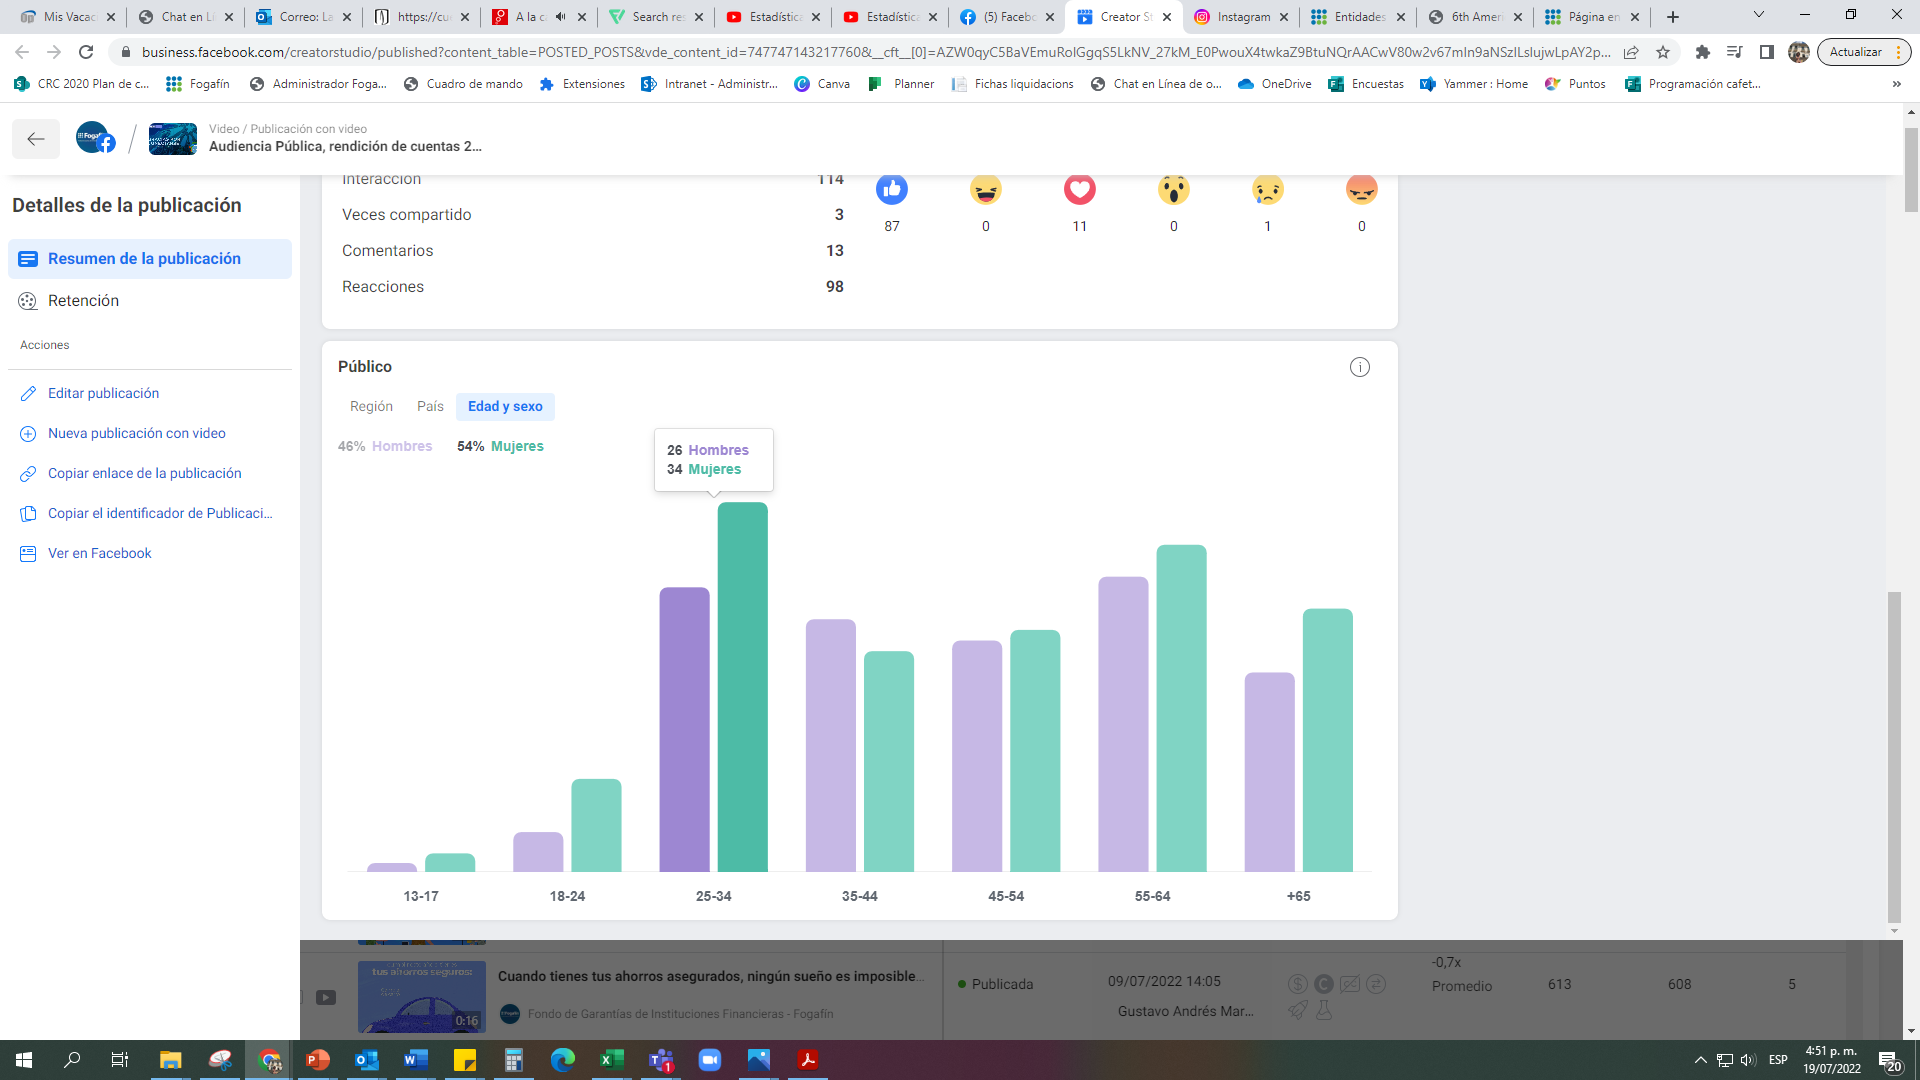 Mis Vacac
Chat en Lí
Correo: La
https://cu
A la c
Search re
Estadística
Estadística
(5) Facebo
Creator St
Instagram
Entidades
6th Ameri
Página en
business.facebook.com/creatorstudio/published?content_table=POSTED_POSTS&vde_content_id=747747143217760&__cft__[0]=AZW0qyC5BaVEmuRolGgqS5LkNV_27kM_E0PwouX4twkaZ9BtuNQrAACwV80w2v67mln9aNSzILslujwLpAY2p...
Actualizar
CRC 2020 Plan de c...
Fogafín
Administrador Foga...
Cuadro de mando
Extensiones
Intranet - Administr...
Canva
Planner
Fichas liquidacions
Chat en Línea de o...
OneDrive
Encuestas
Yammer : Home
Puntos
Programación cafet...
»
Video / Publicación con video
Audiencia Pública, rendición de cuentas 2...
Detalles de la publicación
Resumen de la publicación
Retención
Acciones
Editar publicación
Nueva publicación con video
Copiar enlace de la publicación
Copiar el identificador de Publicaci...
Ver en Facebook
Interacción 114
Veces compartido 3
Comentarios 13
Reacciones 98
87 0 11 0 1 0
Público
Región País Edad y sexo
46% Hombres 54% Mujeres
26 Hombres
34 Mujeres
13-17 18-24 25-34 35-44 45-54 55-64 +65
tus ahorros seguros:
0:16
Cuando tienes tus ahorros asegurados, ningún sueño es imposible...
Fondo de Garantías de Instituciones Financieras - Fogafín
Publicada
09/07/2022 14:05
Gustavo Andrés Mar...
-0,7x
Promedio
613
608
5
ESP
4:51 p. m.
19/07/2022
20